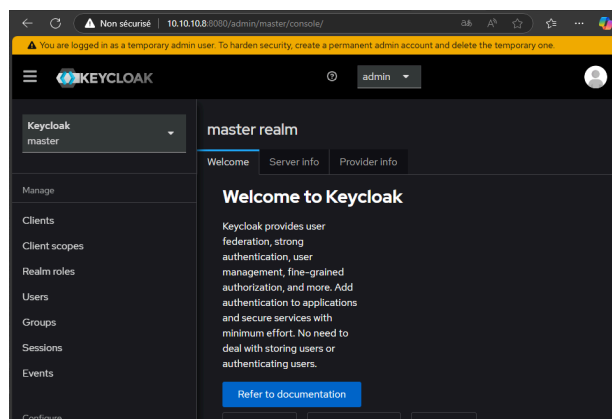 Non sécurisé | 10.10.10.8:8080/admin/master/console/
You are logged in as a temporary admin user. To harden security, create a permanent admin account and delete the temporary one.
KEYCLOAK
admin
Keycloak
master
master realm
Welcome Server info Provider info
Manage
Clients
Client scopes
Realm roles
Users
Groups
Sessions
Events
Configure
Welcome to Keycloak
Keycloak provides user
federation, strong
authentication, user
management, fine-grained
authorization, and more. Add
authentication to applications
and secure services with
minimum effort. No need to
deal with storing users or
authenticating users.
Refer to documentation